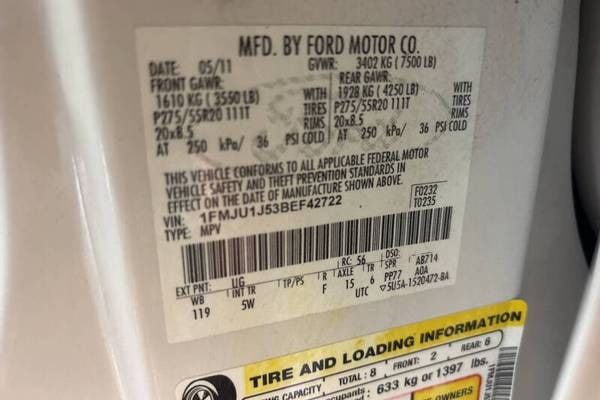 MFD. BY FORD MOTOR CO.
DATE: 05/11 GVWR: 3402 KG ( 7500 LB)
FRONT GAWR: REAR GAWR:
1610 KG ( 3550 LB) WITH 1928 KG ( 4250 LB) WITH
P275/55R20 111T TIRES P275/55R20 111T TIRES
20x8.5 RIMS 20x8.5 RIMS
AT 250 kPa/ 36 PSI COLD AT 250 kPa/ 36 PSI COLD
THIS VEHICLE CONFORMS TO ALL APPLICABLE FEDERAL MOTOR
VEHICLE SAFETY AND THEFT PREVENTION STANDARDS IN
EFFECT ON THE DATE OF MANUFACTURE SHOWN ABOVE.
F0232
T0235
VIN: 1FMJU1J53BEF42722
TYPE: MPV
EXT PNT: UG RC: 56 DSO:
WB INT TR TP/PS R AXLE TR SPR AB714
119 5W F 15 6 PP77 A0A
UTC ▽5U5A-1520472-BA
TIRE AND LOADING INFORMATION
NG CAPACITY TOTAL: 8 FRONT: 2 REAR: 6
cupants 633 kg or 1397 lbs.
OWNERS